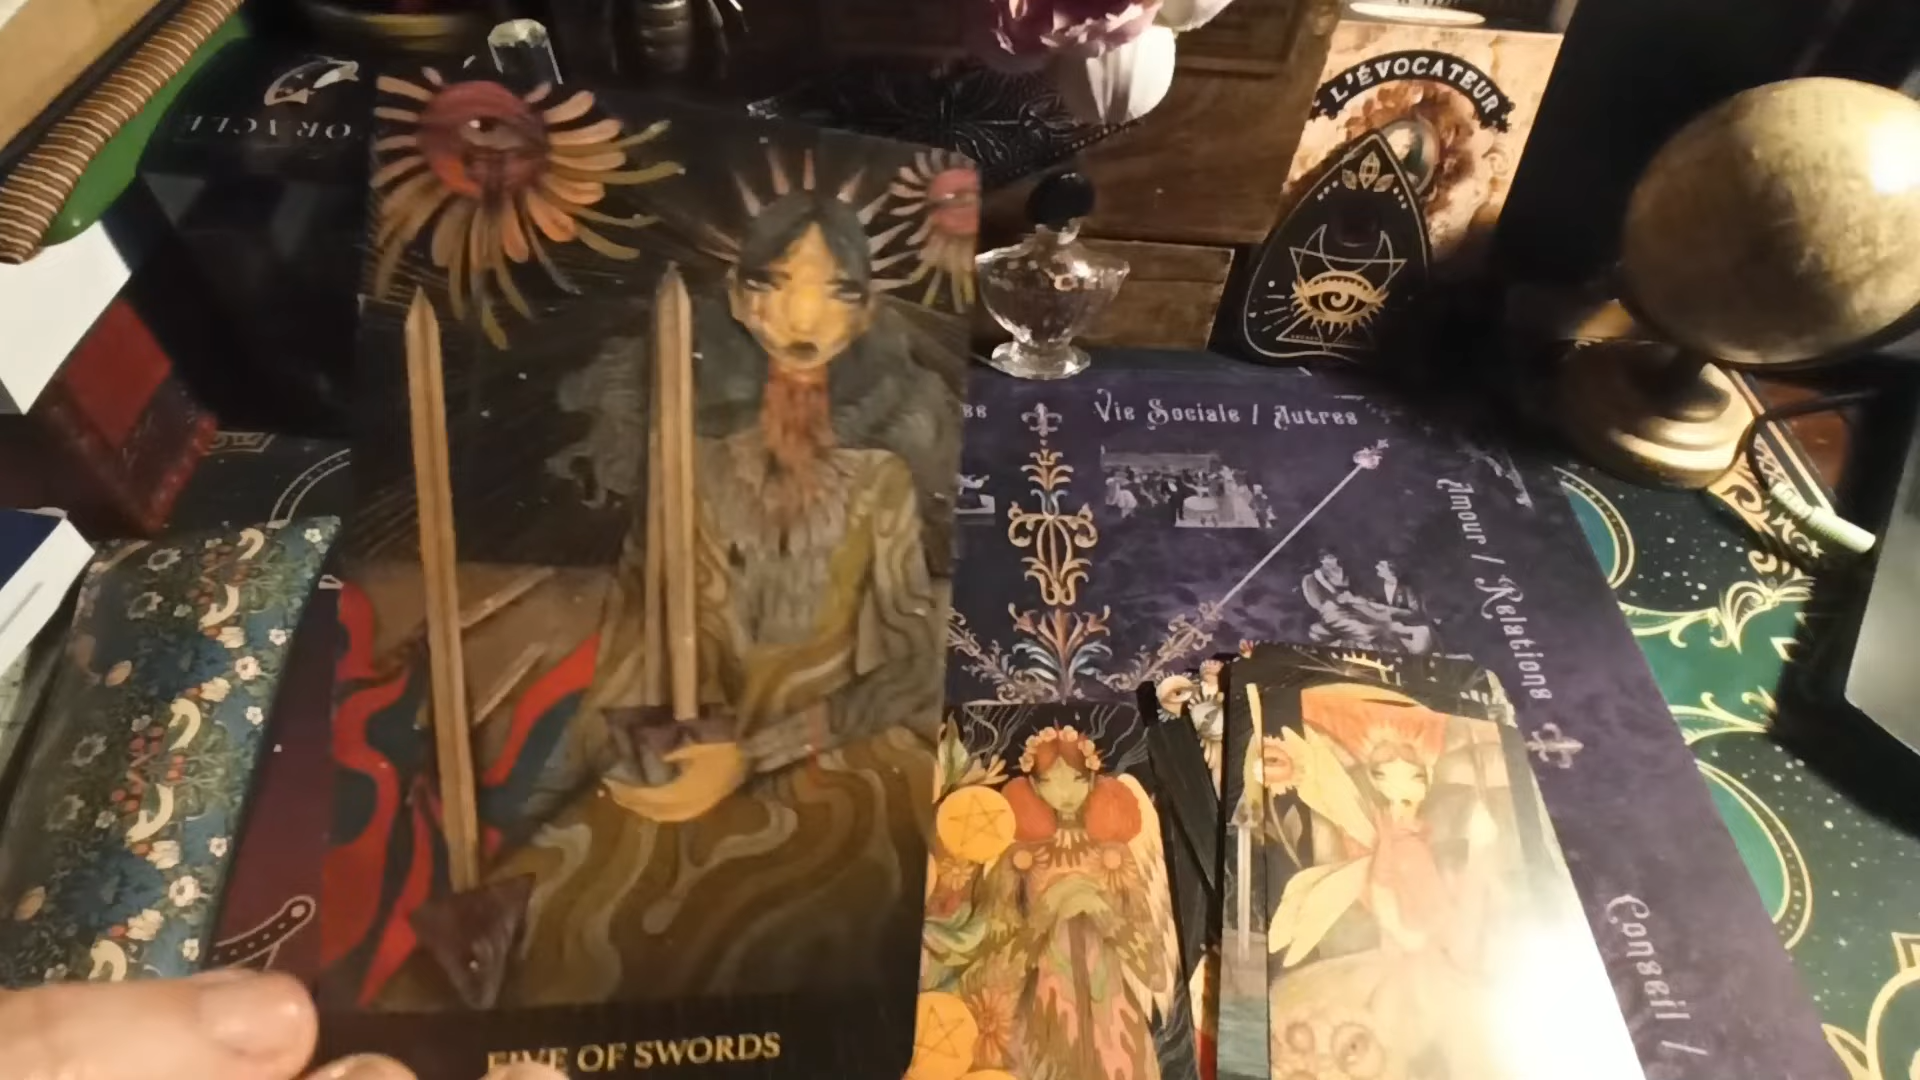 L'ÉVOCATEUR
ORACLE
Vie Sociale / Autres
Amour / Relations
Conseil /
FIVE OF SWORDS